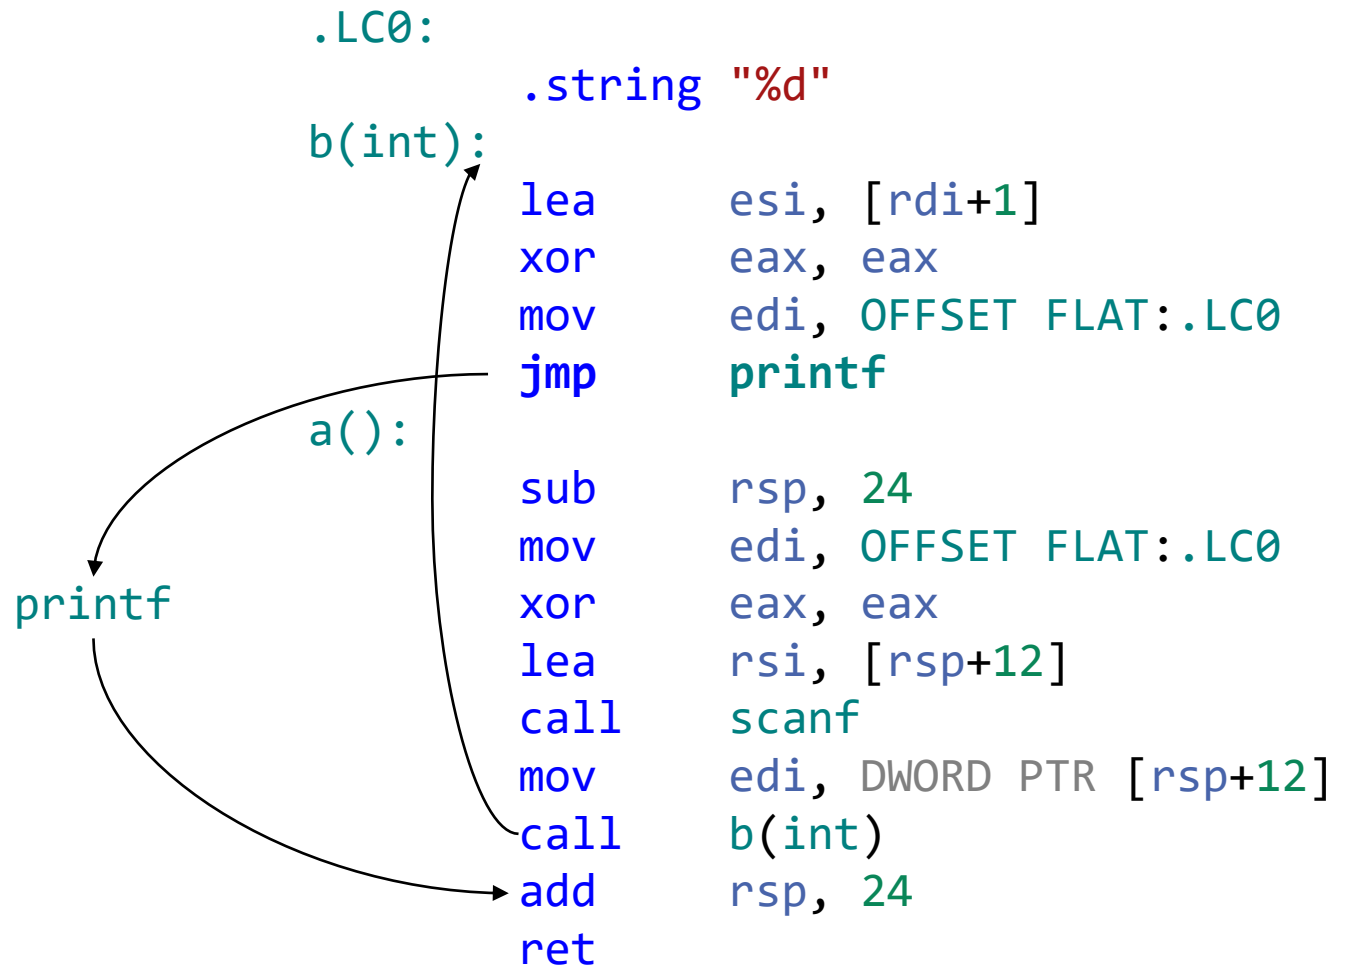 .LC0:
.string "%d"
b(int):
lea esi, [rdi+1]
xor eax, eax
mov edi, OFFSET FLAT:.LC0
jmp printf
a():
sub rsp, 24
mov edi, OFFSET FLAT:.LC0
printf
xor eax, eax
lea rsi, [rsp+12]
call scanf
mov edi, DWORD PTR [rsp+12]
call b(int)
add rsp, 24
ret